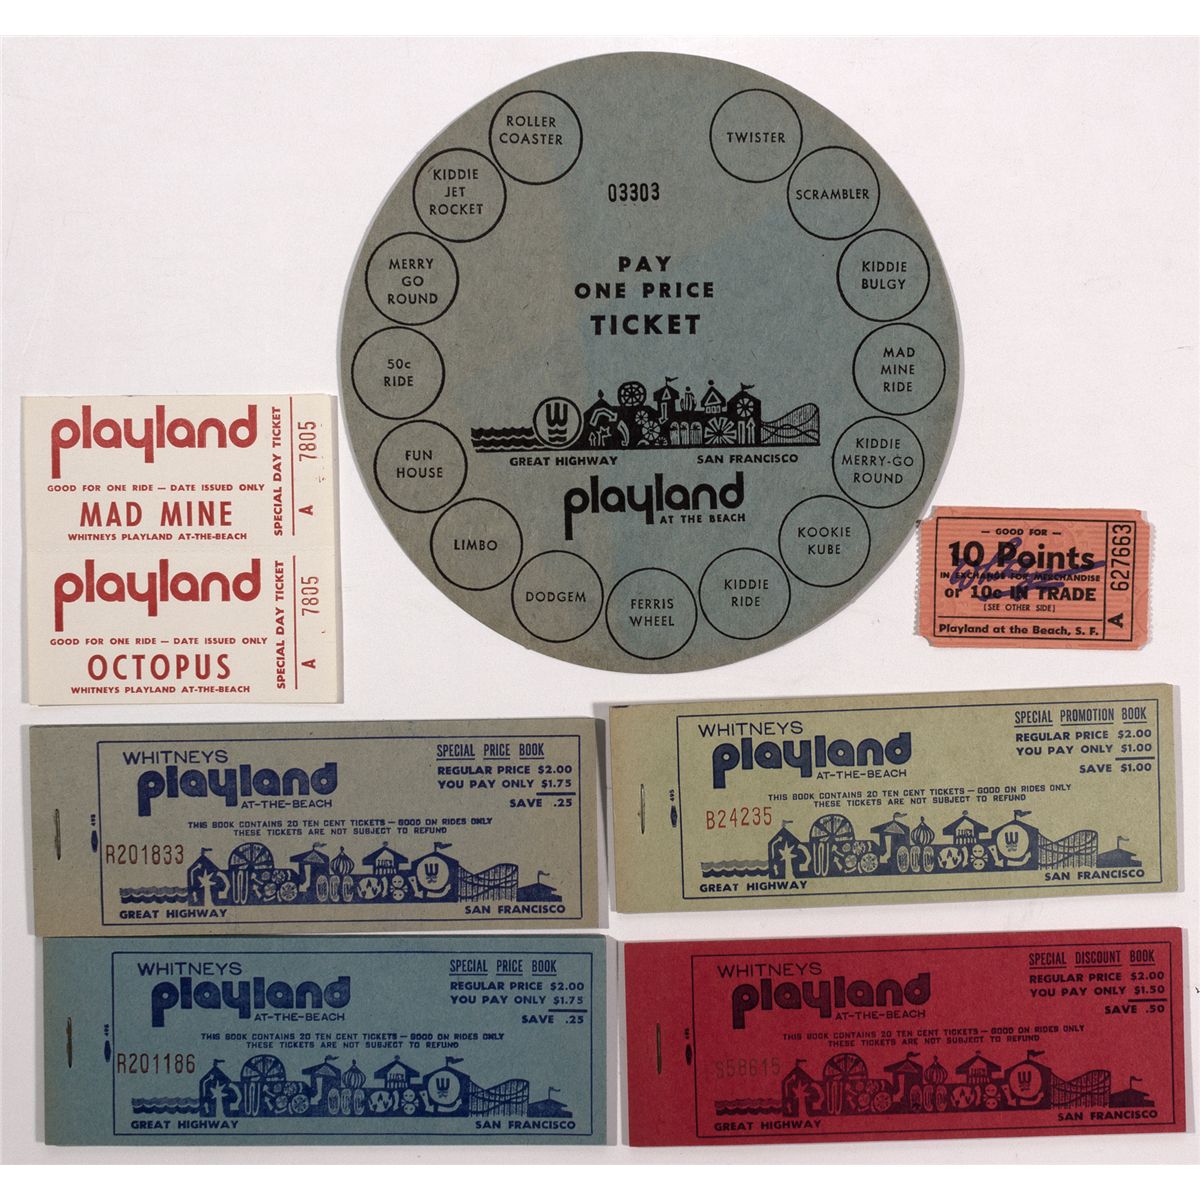 ROLLER
COASTER
TWISTER
KIDDIE
JET
ROCKET
03303
SCRAMBLER
MERRY
GO
ROUND
PAY
ONE PRICE
TICKET
KIDDIE
BULGY
50c
RIDE
MAD
MINE
RIDE
W
GREAT HIGHWAY
SAN FRANCISCO
FUN
HOUSE
KIDDIE
MERRY-GO
ROUND
playland
AT THE BEACH
LIMBO
KOOKIE
KUBE
DODGEM
FERRIS
WHEEL
KIDDIE
RIDE
playland
GOOD FOR ONE RIDE — DATE ISSUED ONLY
MAD MINE
WHITNEYS PLAYLAND AT-THE-BEACH
SPECIAL DAY TICKET
A 7805
playland
GOOD FOR ONE RIDE — DATE ISSUED ONLY
OCTOPUS
WHITNEYS PLAYLAND AT-THE-BEACH
SPECIAL DAY TICKET
A 7805
— GOOD FOR —
10 Points
IN EXCHANGE FOR MERCHANDISE
or 10c IN TRADE
(SEE OTHER SIDE)
Playland at the Beach, S. F.
A 627663
WHITNEYS
playland
AT-THE-BEACH
SPECIAL PRICE BOOK
REGULAR PRICE $2.00
YOU PAY ONLY $1.75
SAVE .25
THIS BOOK CONTAINS 20 TEN CENT TICKETS — GOOD ON RIDES ONLY
THESE TICKETS ARE NOT SUBJECT TO REFUND
495
R201833
W
GREAT HIGHWAY
SAN FRANCISCO
WHITNEYS
playland
AT-THE-BEACH
SPECIAL PROMOTION BOOK
REGULAR PRICE $2.00
YOU PAY ONLY $1.00
SAVE $1.00
THIS BOOK CONTAINS 20 TEN CENT TICKETS — GOOD ON RIDES ONLY
THESE TICKETS ARE NOT SUBJECT TO REFUND
495
B24235
W
GREAT HIGHWAY
SAN FRANCISCO
WHITNEYS
playland
AT-THE-BEACH
SPECIAL PRICE BOOK
REGULAR PRICE $2.00
YOU PAY ONLY $1.75
SAVE .25
THIS BOOK CONTAINS 20 TEN CENT TICKETS — GOOD ON RIDES ONLY
THESE TICKETS ARE NOT SUBJECT TO REFUND
495
R201186
W
GREAT HIGHWAY
SAN FRANCISCO
WHITNEYS
playland
AT-THE-BEACH
SPECIAL DISCOUNT BOOK
REGULAR PRICE $2.00
YOU PAY ONLY $1.50
SAVE .50
THIS BOOK CONTAINS 20 TEN CENT TICKETS — GOOD ON RIDES ONLY
THESE TICKETS ARE NOT SUBJECT TO REFUND
495
S58615
W
GREAT HIGHWAY
SAN FRANCISCO